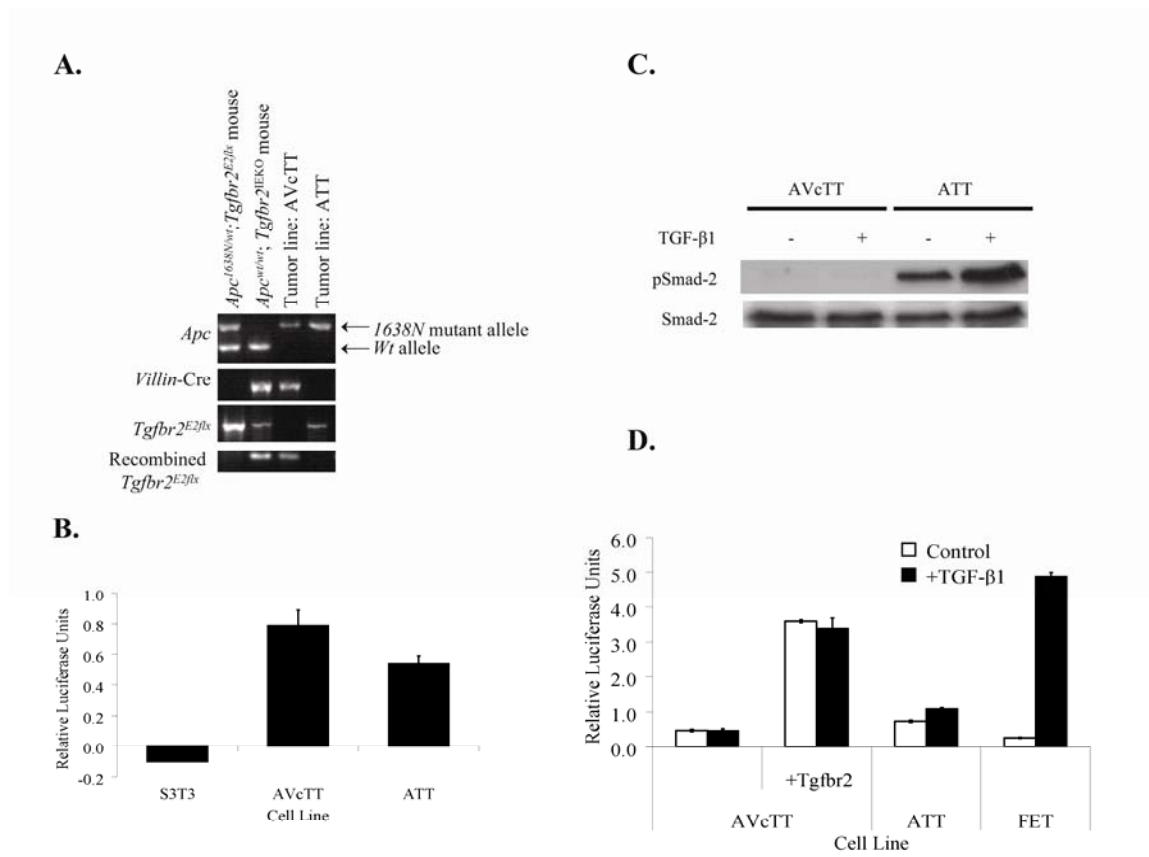 A.
Apc1638N/wt;Tgfbr2E2flx mouse
Apcwt/wt; Tgfbr2IEKO mouse
Tumor line: AVcTT
Tumor line: ATT
Apc
1638N mutant allele
Wt allele
Villin-Cre
Tgfbr2E2flx
Recombined
Tgfbr2E2flx
B.
Relative Luciferase Units
1.0
0.8
0.6
0.4
0.2
0.0
-0.2
S3T3
AVcTT
ATT
Cell Line
C.
AVcTT
ATT
TGF-β1
-
+
-
+
pSmad-2
Smad-2
D.
Relative Luciferase Units
6.0
5.0
4.0
3.0
2.0
1.0
0.0
Control
+TGF-β1
+Tgfbr2
AVcTT
ATT
FET
Cell Line